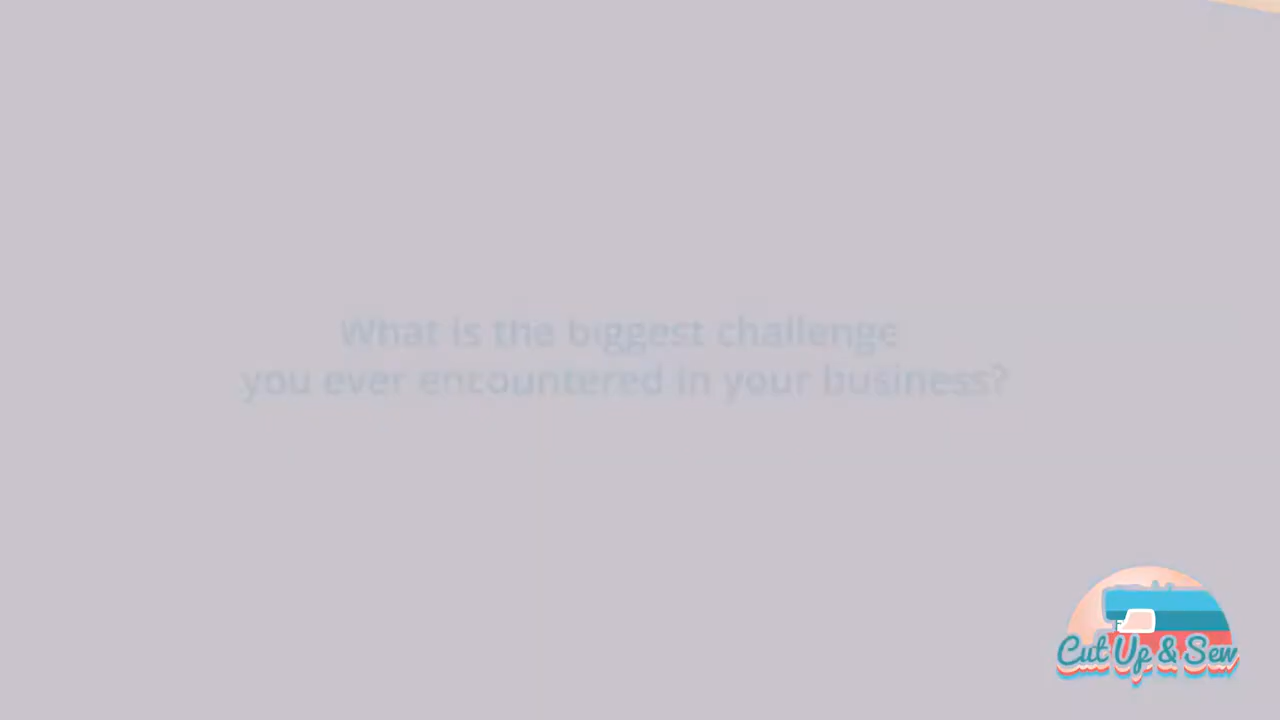 What is the biggest challenge
you ever encountered in your business?
Cut Up & Sew